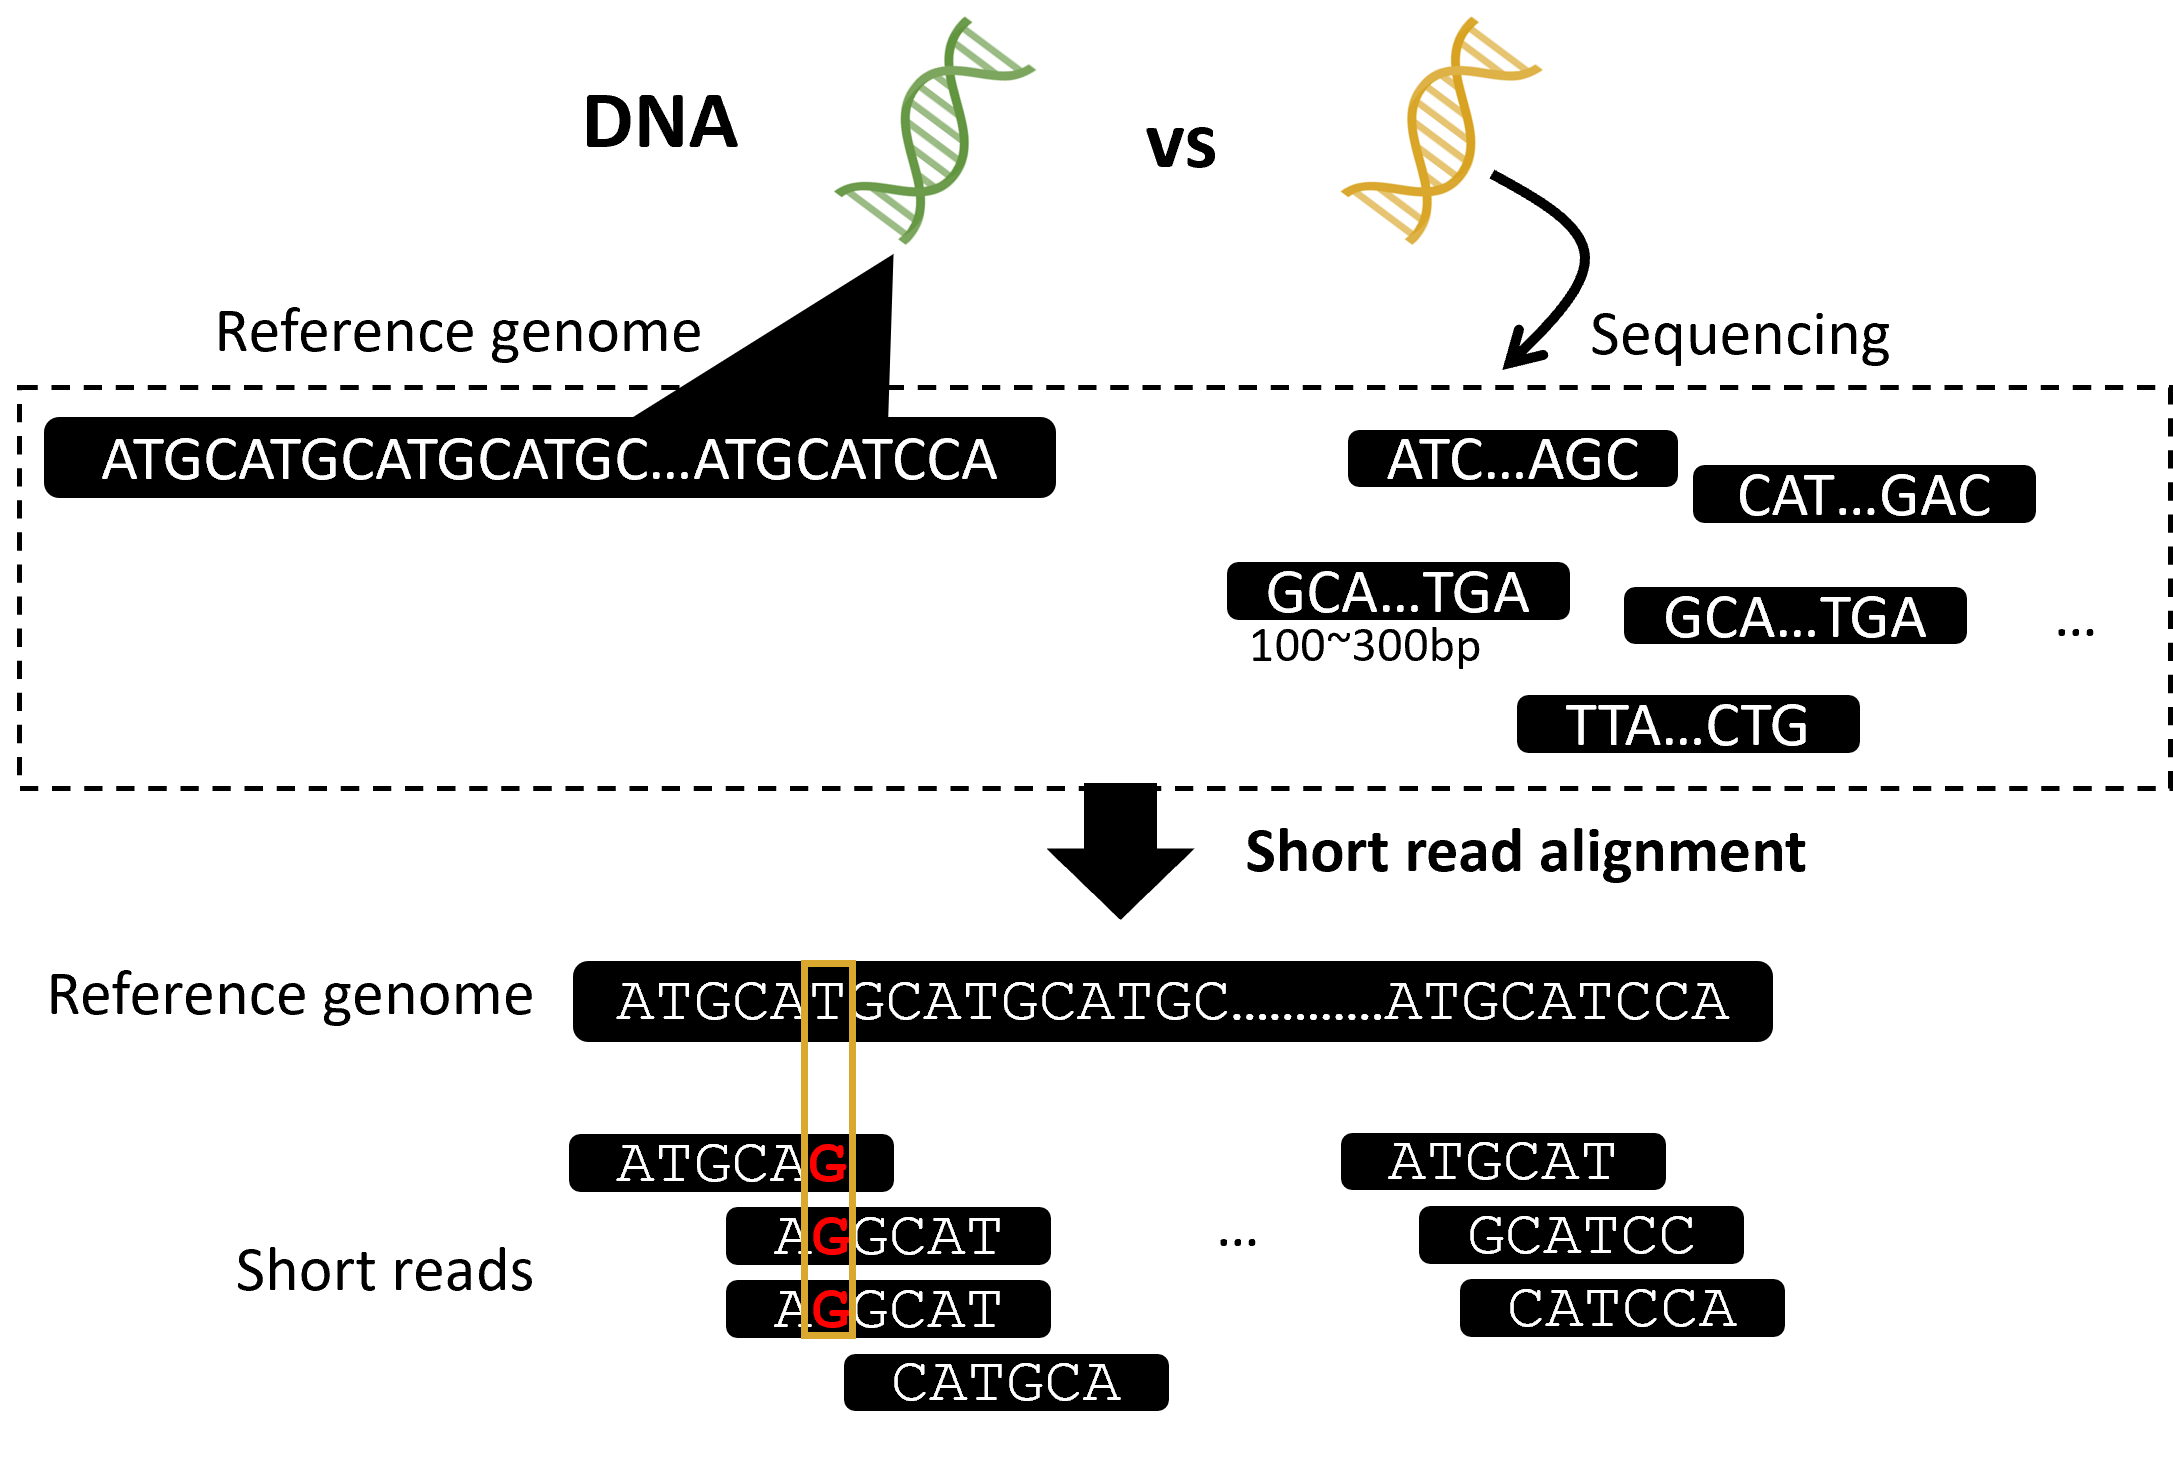 DNA
vs
Reference genome
Sequencing
ATGCATGCATGCATGC...ATGCATCCA
ATC...AGC
CAT...GAC
GCA...TGA
100~300bp
GCA...TGA
...
TTA...CTG
Short read alignment
Reference genome
ATGCATGCATGCATGC............ATGCATCCA
Short reads
ATGCAG
AGGCAT
AGGCAT
CATGCA
...
ATGCAT
GCATCC
CATCCA